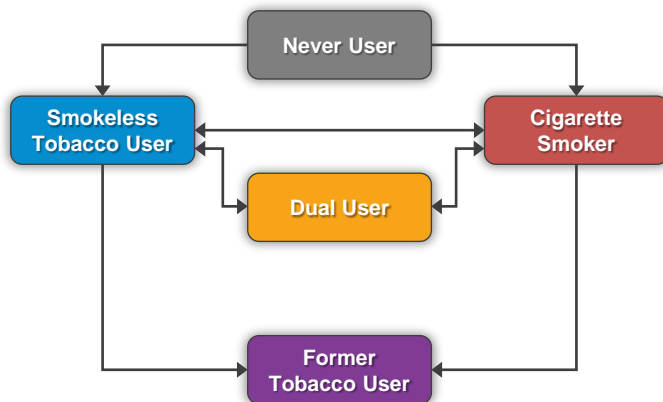 Never User
Smokeless
Tobacco User
Cigarette
Smoker
Dual User
Former
Tobacco User